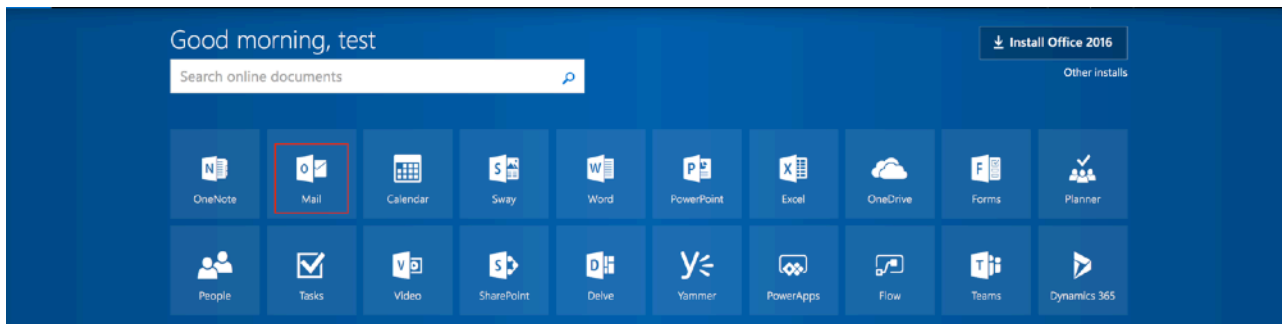 Good morning, test
Install Office 2016
Search online documents
Other installs
OneNote
Mail
Calendar
Sway
Word
PowerPoint
Excel
OneDrive
Forms
Planner
People
Tasks
Video
SharePoint
Delve
Yammer
PowerApps
Flow
Teams
Dynamics 365